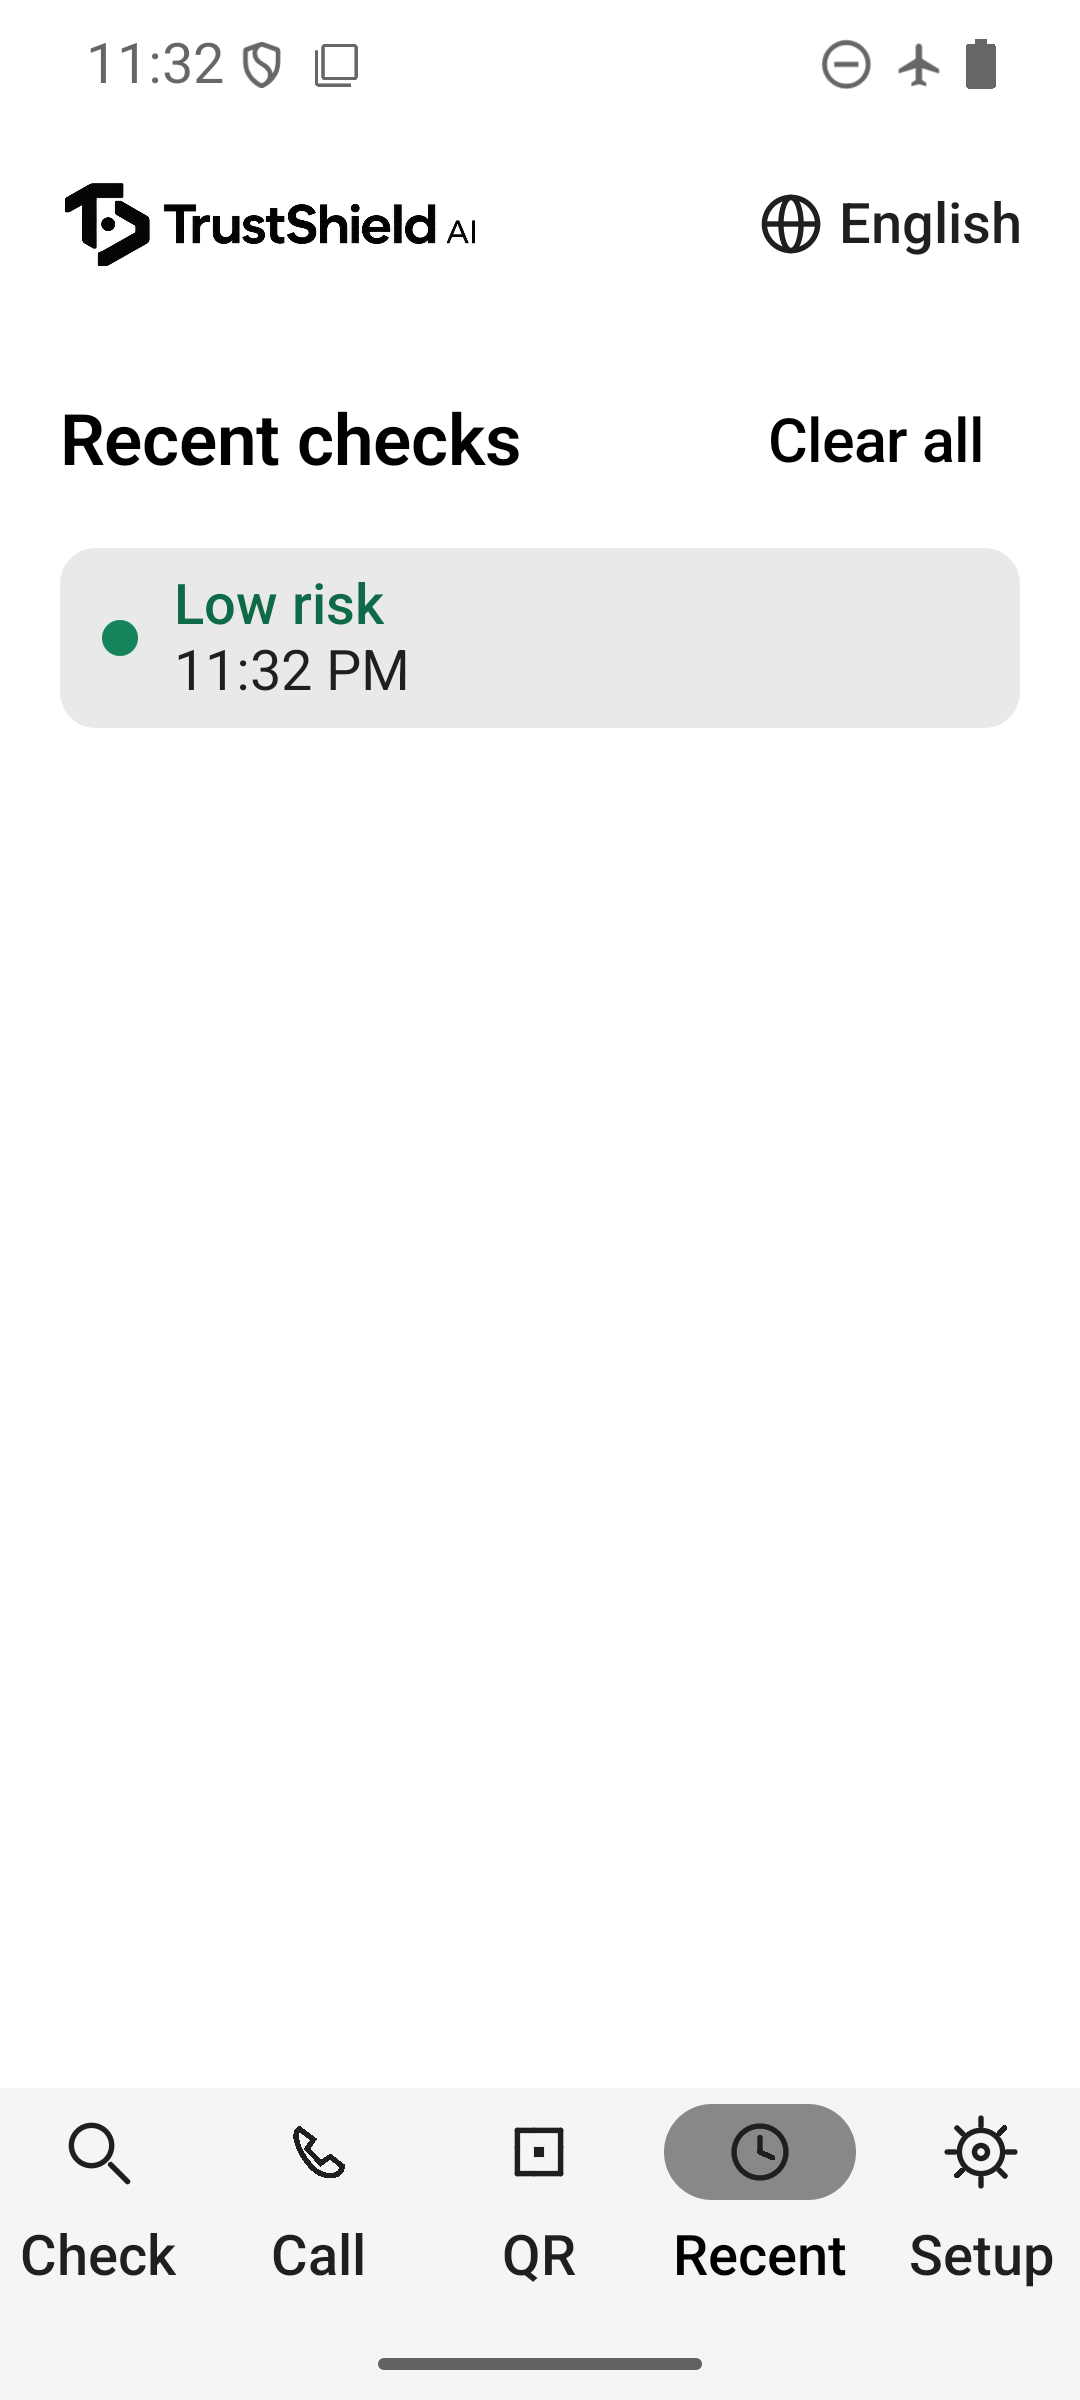 11:32
TrustShield AI
English
Recent checks
Clear all
Low risk
11:32 PM
Check
Call
QR
Recent
Setup